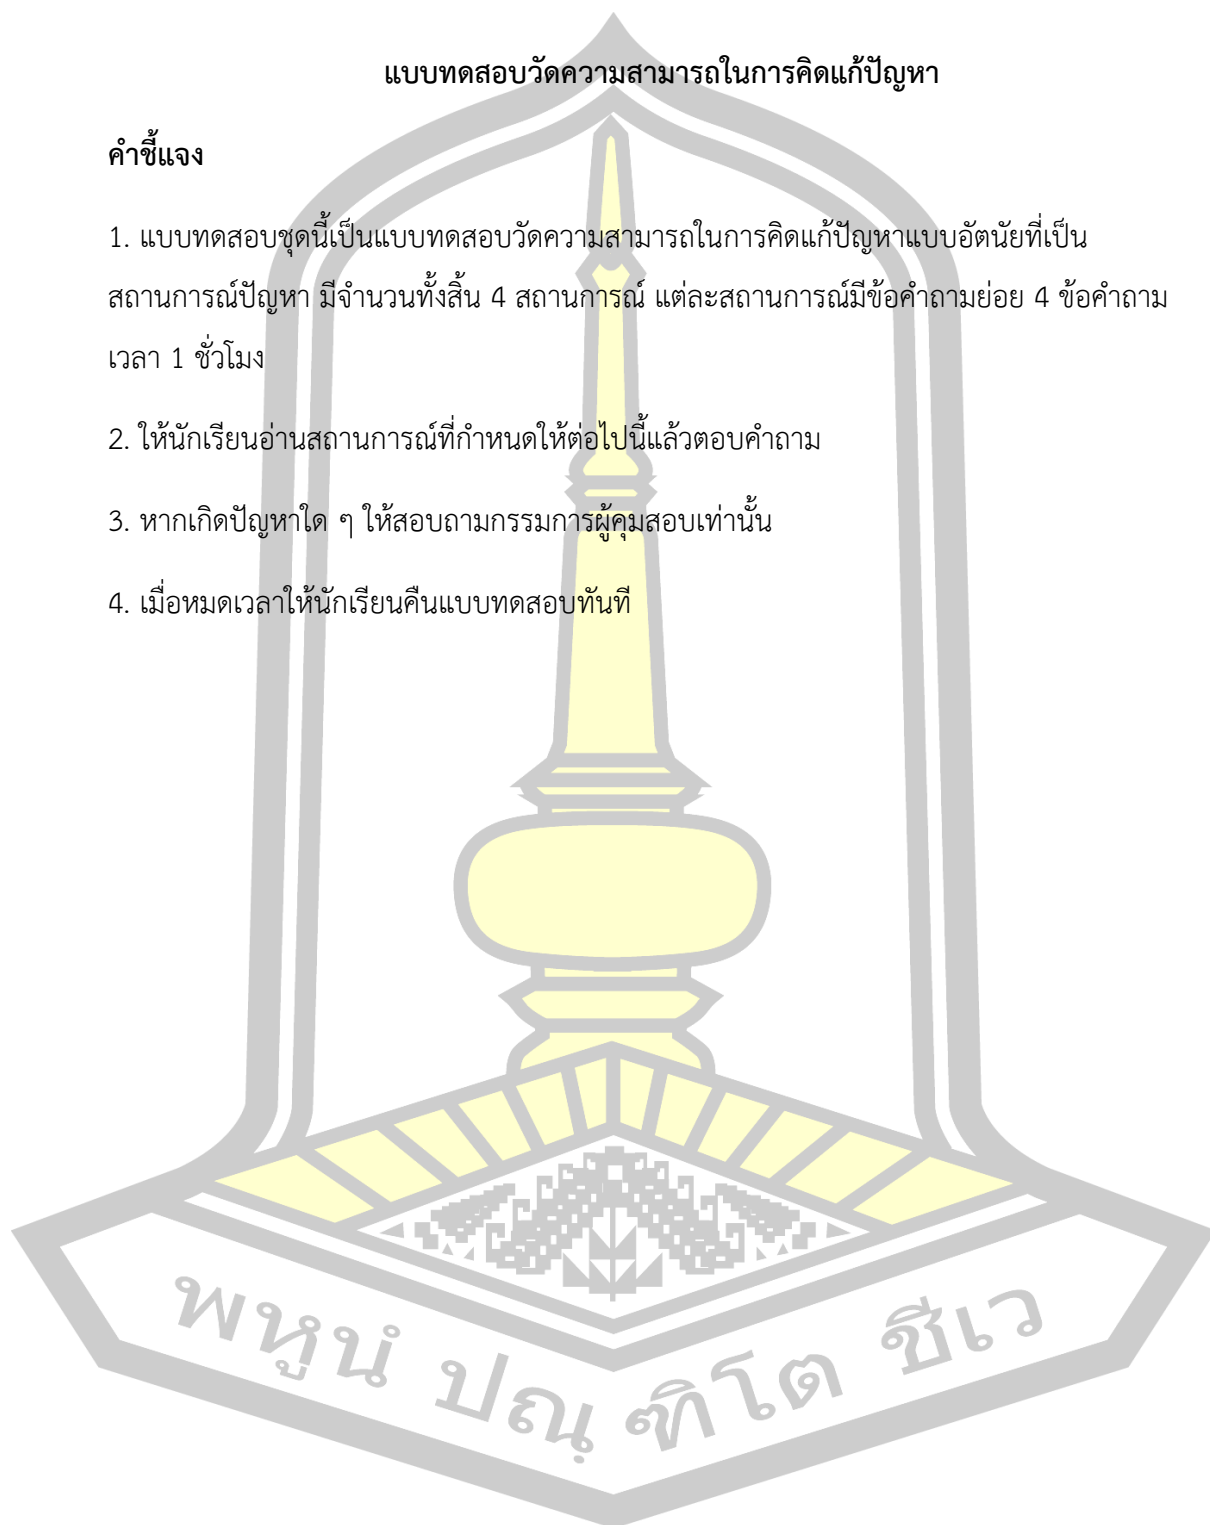 แบบทดสอบวัดความสามารถในการคิดแก้ปัญหา
คำชี้แจง
1. แบบทดสอบชุดนี้เป็นแบบทดสอบวัดความสามารถในการคิดแก้ปัญหาแบบอัตนัยที่เป็น
สถานการณ์ปัญหา มีจำนวนทั้งสิ้น 4 สถานการณ์ แต่ละสถานการณ์มีข้อคำถามย่อย 4 ข้อคำถาม
เวลา 1 ชั่วโมง
2. ให้นักเรียนอ่านสถานการณ์ที่กำหนดให้ต่อไปนี้แล้วตอบคำถาม
3. หากเกิดปัญหาใด ๆ ให้สอบถามกรรมการผู้คุมสอบเท่านั้น
4. เมื่อหมดเวลาให้นักเรียนคืนแบบทดสอบทันที
พหูนํ ปณฺ ฑิโต ชีเว